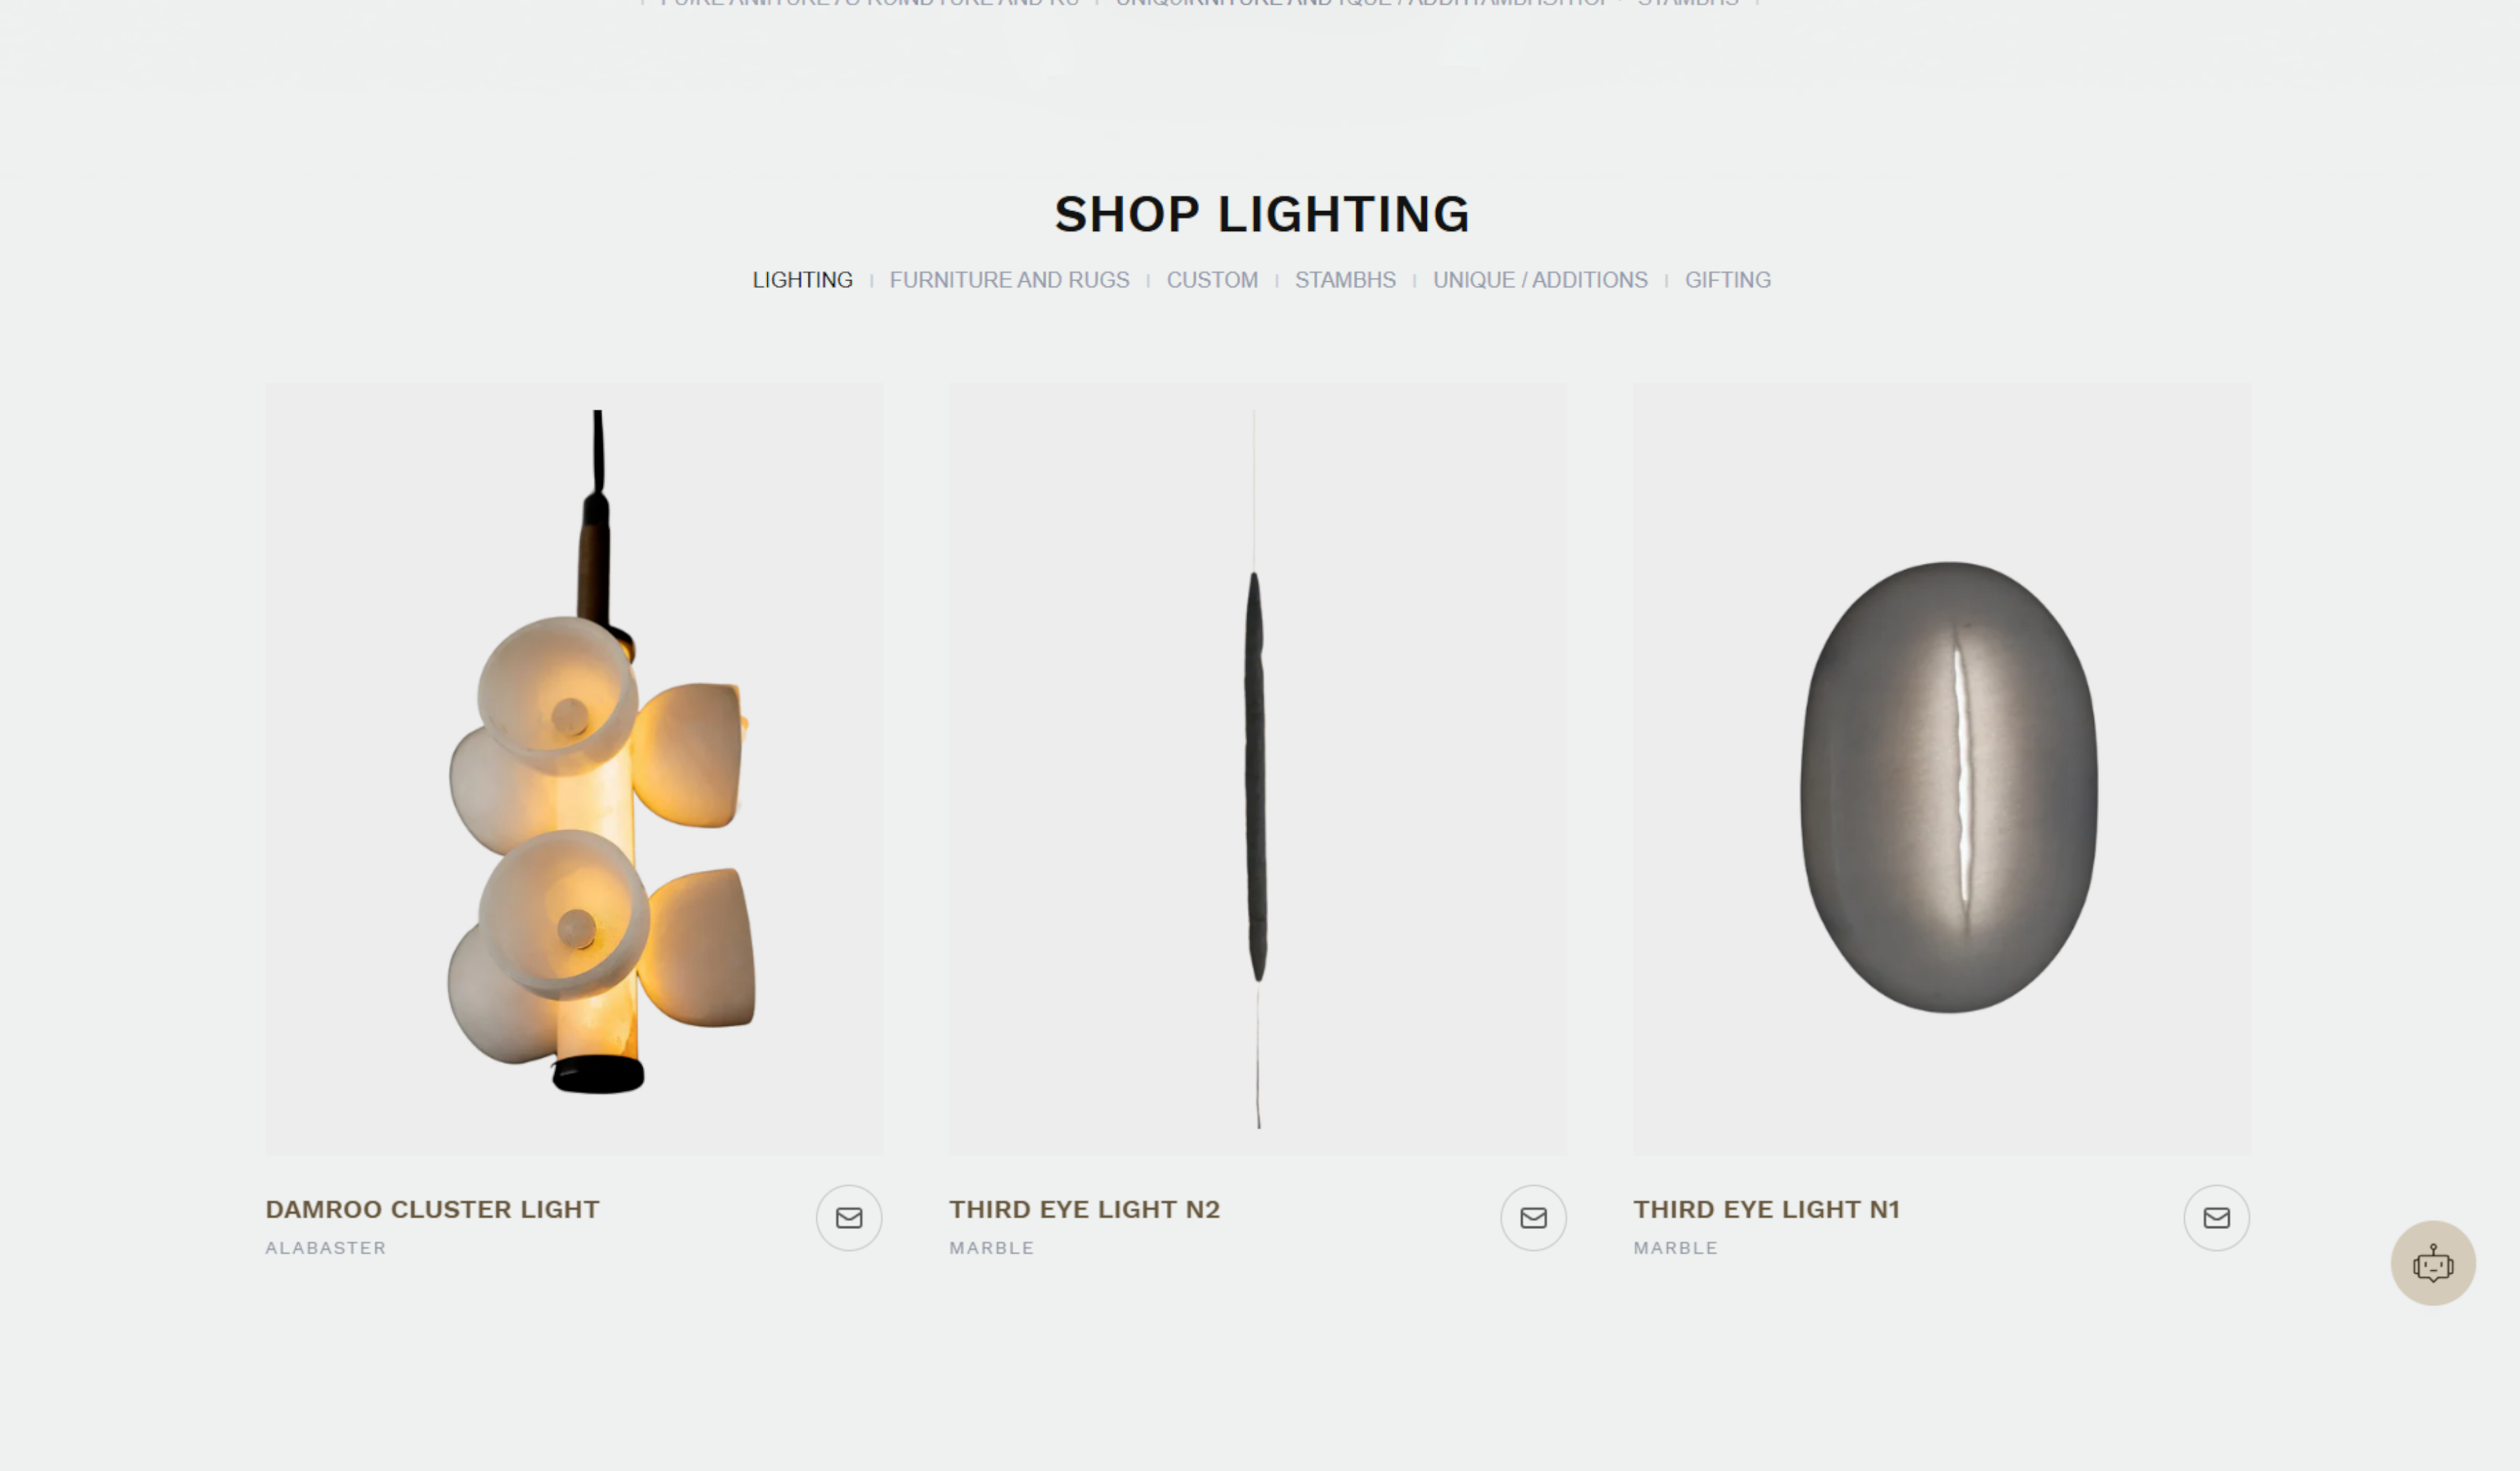 SHOP LIGHTING
LIGHTING | FURNITURE AND RUGS | CUSTOM | STAMBHS | UNIQUE / ADDITIONS | GIFTING
DAMROO CLUSTER LIGHT
ALABASTER
THIRD EYE LIGHT N2
MARBLE
THIRD EYE LIGHT N1
MARBLE